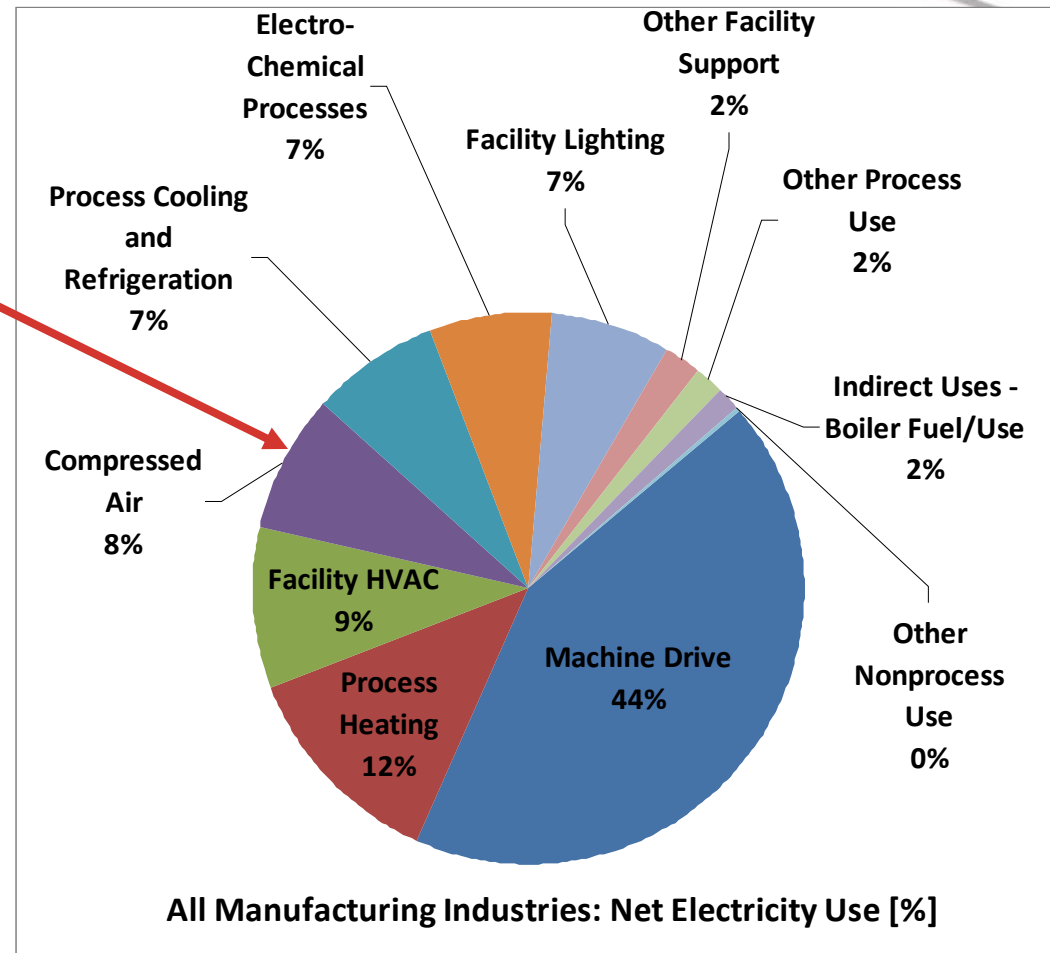 Electro-
Chemical
Processes
7%
Other Facility
Support
2%
Facility Lighting
7%
Other Process
Use
2%
Process Cooling
and
Refrigeration
7%
Indirect Uses -
Boiler Fuel/Use
2%
Compressed
Air
8%
Facility HVAC
9%
Machine Drive
44%
Process
Heating
12%
Other
Nonprocess
Use
0%
All Manufacturing Industries: Net Electricity Use [%]